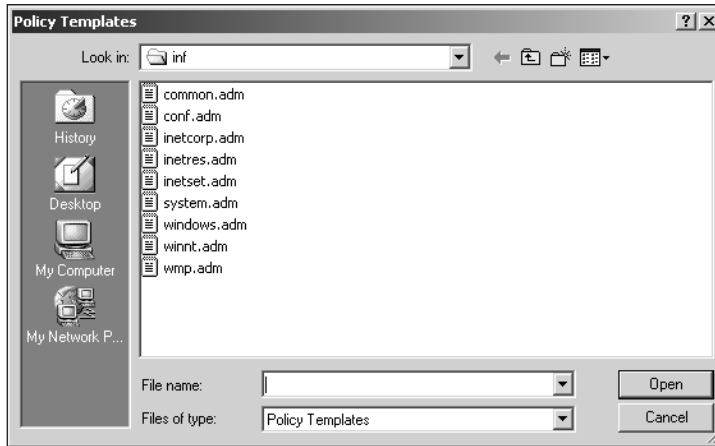 Policy Templates
Look in: inf
History
Desktop
My Computer
My Network P...
common.adm
conf.adm
inetcorp.adm
inetres.adm
inetset.adm
system.adm
windows.adm
winnt.adm
wmp.adm
File name:
Open
Files of type: Policy Templates
Cancel